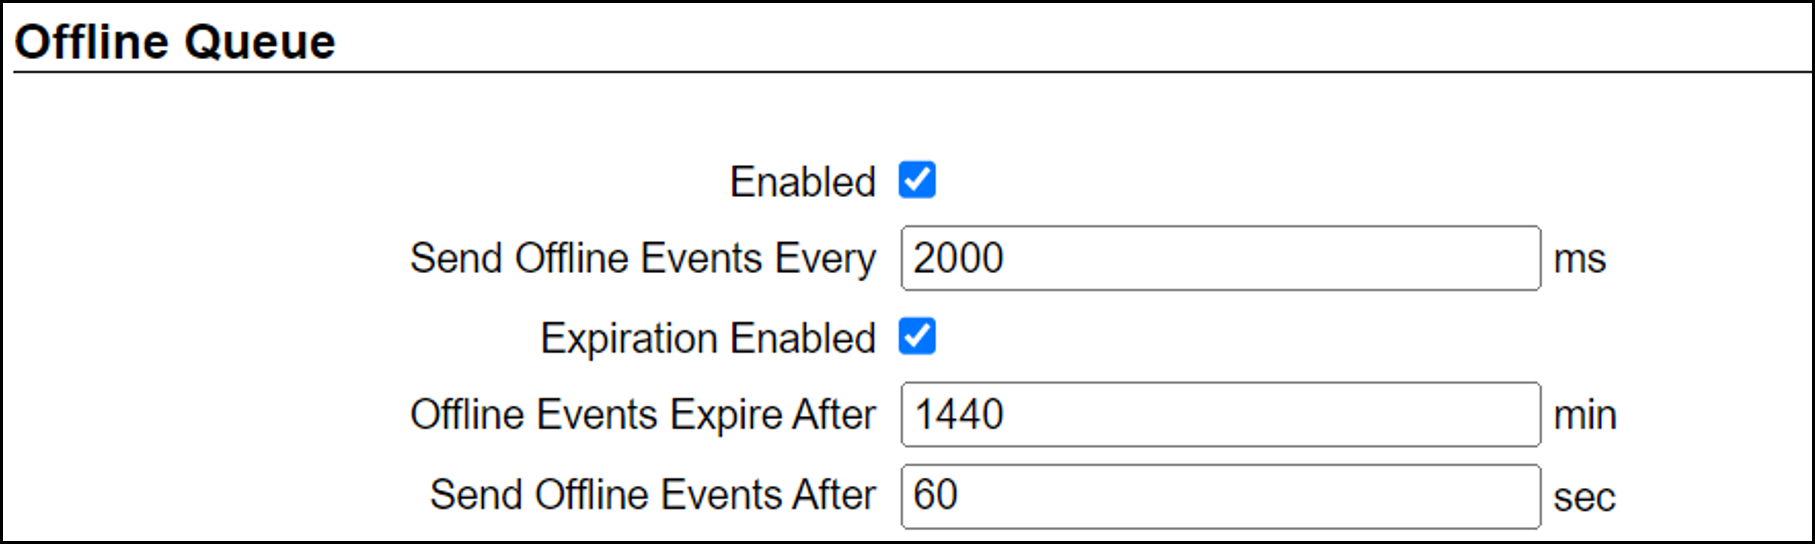 Offline Queue
Enabled
Send Offline Events Every 2000 ms
Expiration Enabled
Offline Events Expire After 1440 min
Send Offline Events After 60 sec